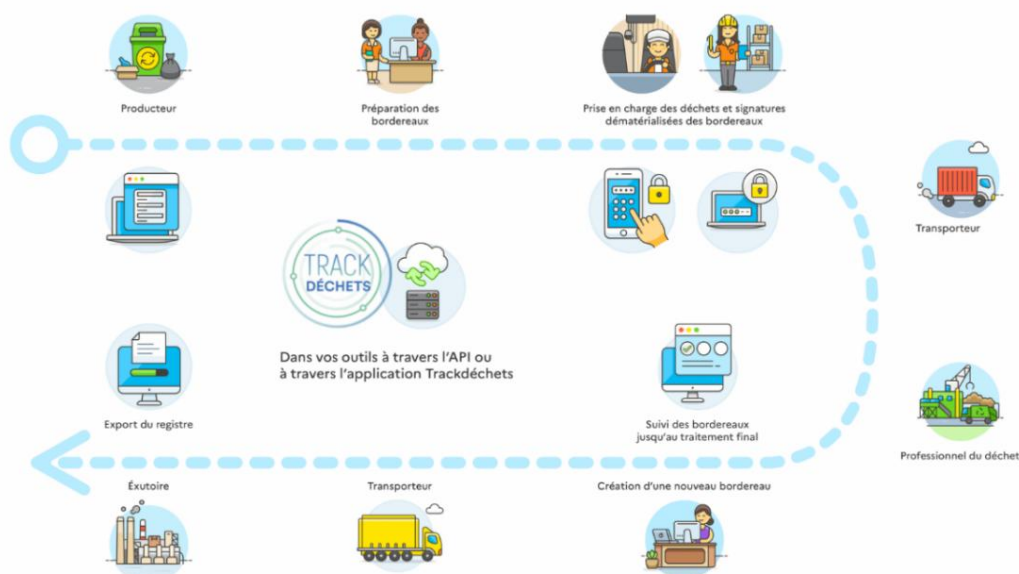 Producteur
Préparation des
bordereaux
Prise en charge des déchets et signatures
dématérialisées des bordereaux
Transporteur
TRACK
DÉCHETS
Dans vos outils à travers l'API ou
à travers l'application Trackdéchets
Export du registre
Suivi des bordereaux
jusqu'au traitement final
Professionnel du déchet
Éxutoire
Transporteur
Création d'une nouveau bordereau